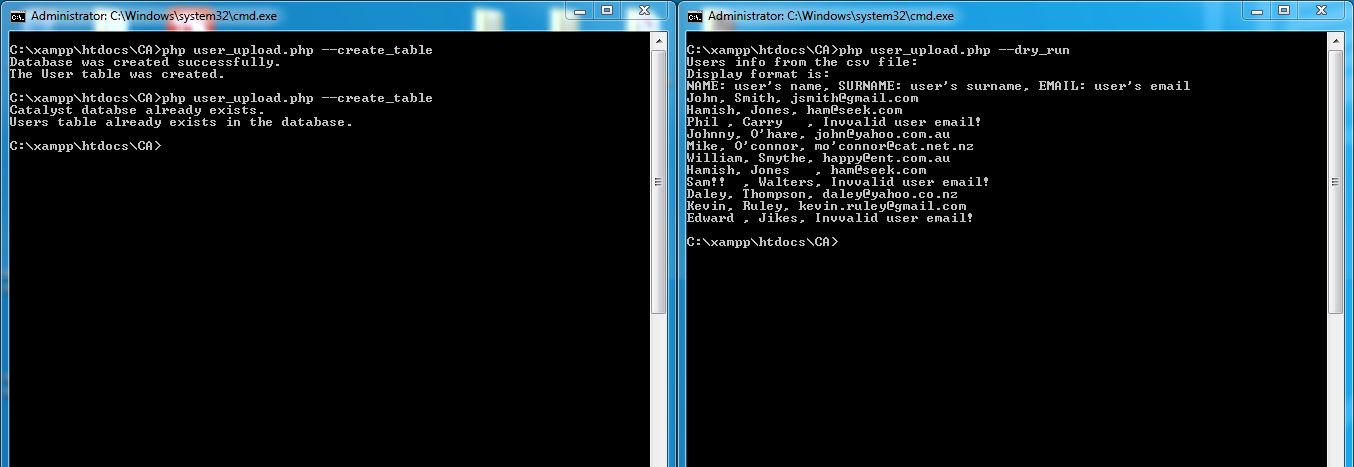 Administrator: C:\Windows\system32\cmd.exe
C:\xampp\htdocs\CA>php user_upload.php --create_table
Database was created successfully.
The User table was created.
C:\xampp\htdocs\CA>php user_upload.php --create_table
Catalyst databse already exists.
Users table already exists in the database.
C:\xampp\htdocs\CA>
Administrator: C:\Windows\system32\cmd.exe
C:\xampp\htdocs\CA>php user_upload.php --dry_run
Users info from the csv file:
Display format is:
NAME: user's name, SURNAME: user's surname, EMAIL: user's email
John, Smith, jsmith@gmail.com
Hamish, Jones, ham@seek.com
Phil , Carry   , Invvalid user email!
Johnny, O'hare, john@yahoo.com.au
Mike, O'connor, mo'connor@cat.net.nz
William, Smythe, happy@ent.com.au
Hamish, Jones   , ham@seek.com
Sam!!  , Walters, Invvalid user email!
Daley, Thompson, daley@yahoo.co.nz
Kevin, Ruley, kevin.ruley@gmail.com
Edward , Jikes, Invvalid user email!
C:\xampp\htdocs\CA>